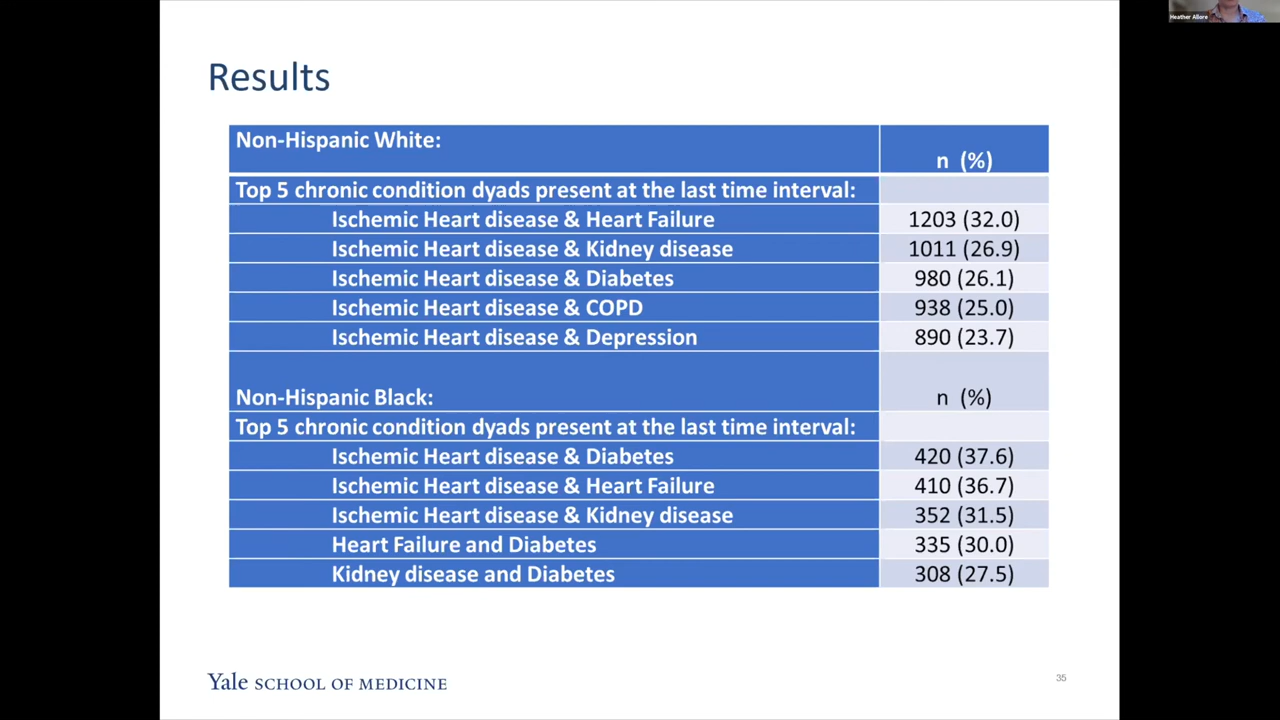 Heather Allore
Results
Non-Hispanic White:
n (%)
Top 5 chronic condition dyads present at the last time interval:
Ischemic Heart disease & Heart Failure 1203 (32.0)
Ischemic Heart disease & Kidney disease 1011 (26.9)
Ischemic Heart disease & Diabetes 980 (26.1)
Ischemic Heart disease & COPD 938 (25.0)
Ischemic Heart disease & Depression 890 (23.7)
Non-Hispanic Black: n (%)
Top 5 chronic condition dyads present at the last time interval:
Ischemic Heart disease & Diabetes 420 (37.6)
Ischemic Heart disease & Heart Failure 410 (36.7)
Ischemic Heart disease & Kidney disease 352 (31.5)
Heart Failure and Diabetes 335 (30.0)
Kidney disease and Diabetes 308 (27.5)
Yale SCHOOL OF MEDICINE
35